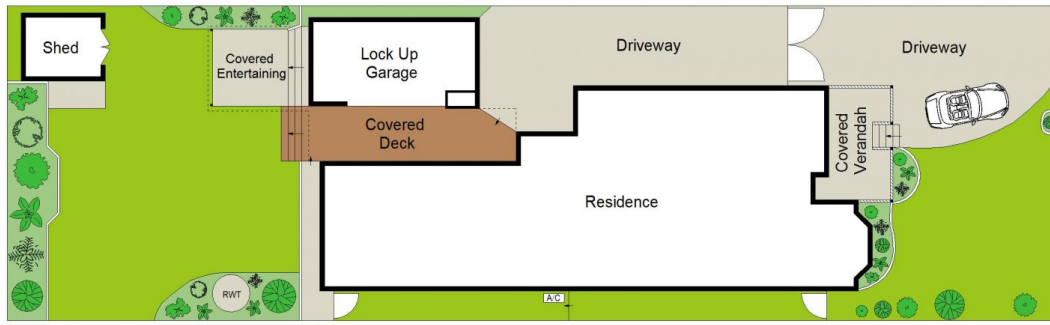 Shed
Covered
Entertaining
Lock Up
Garage
Driveway
Driveway
Covered
Deck
Covered
Verandah
Residence
RWT
A/C